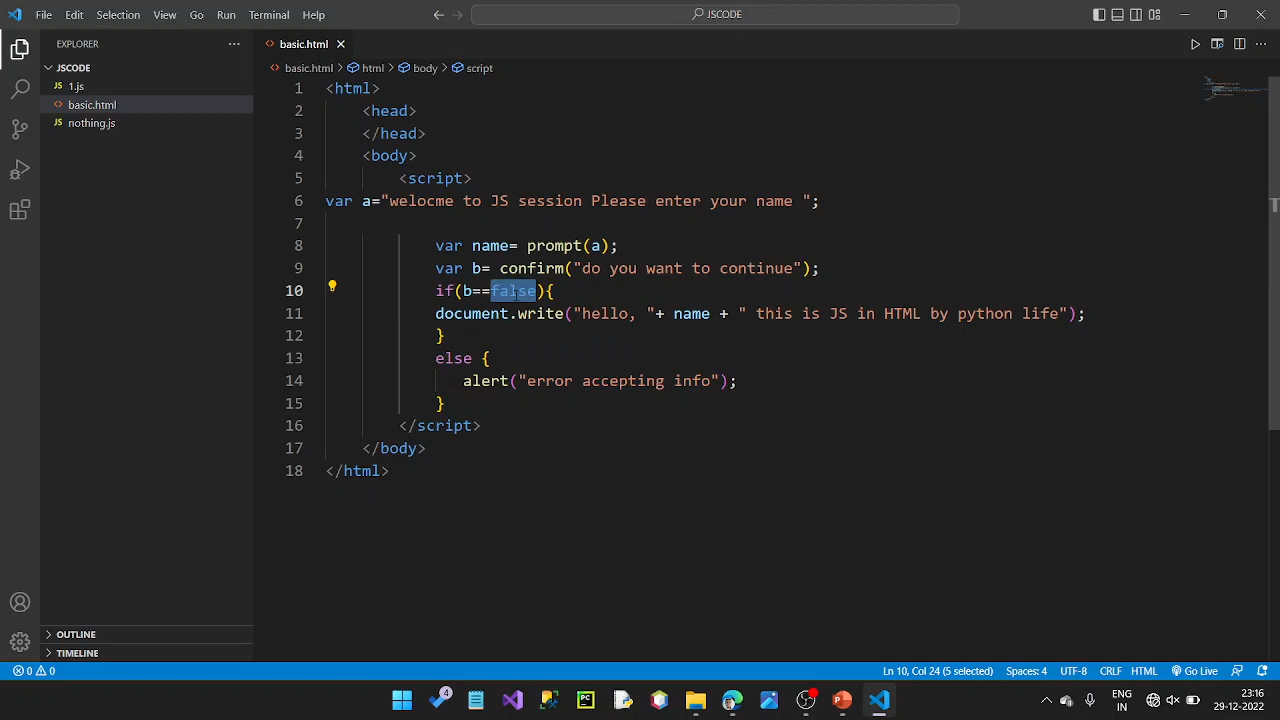 File Edit Selection View Go Run Terminal Help
JSCODE
EXPLORER
basic.html
JSCODE
basic.html > html > body > script
JS 1.js
basic.html
JS nothing.js
1 <html>
2 <head>
3 </head>
4 <body>
5 <script>
6 var a="welocme to JS session Please enter your name ";
7
8 var name= prompt(a);
9 var b= confirm("do you want to continue");
10 if(b==false){
11 document.write("hello, "+ name + " this is JS in HTML by python life");
12 }
13 else {
14 alert("error accepting info");
15 }
16 </script>
17 </body>
18 </html>
OUTLINE
TIMELINE
0 0 Ln 10, Col 24 (5 selected) Spaces: 4 UTF-8 CRLF HTML Go Live
4 PC P ENG 23:16
IN 29-12-2022